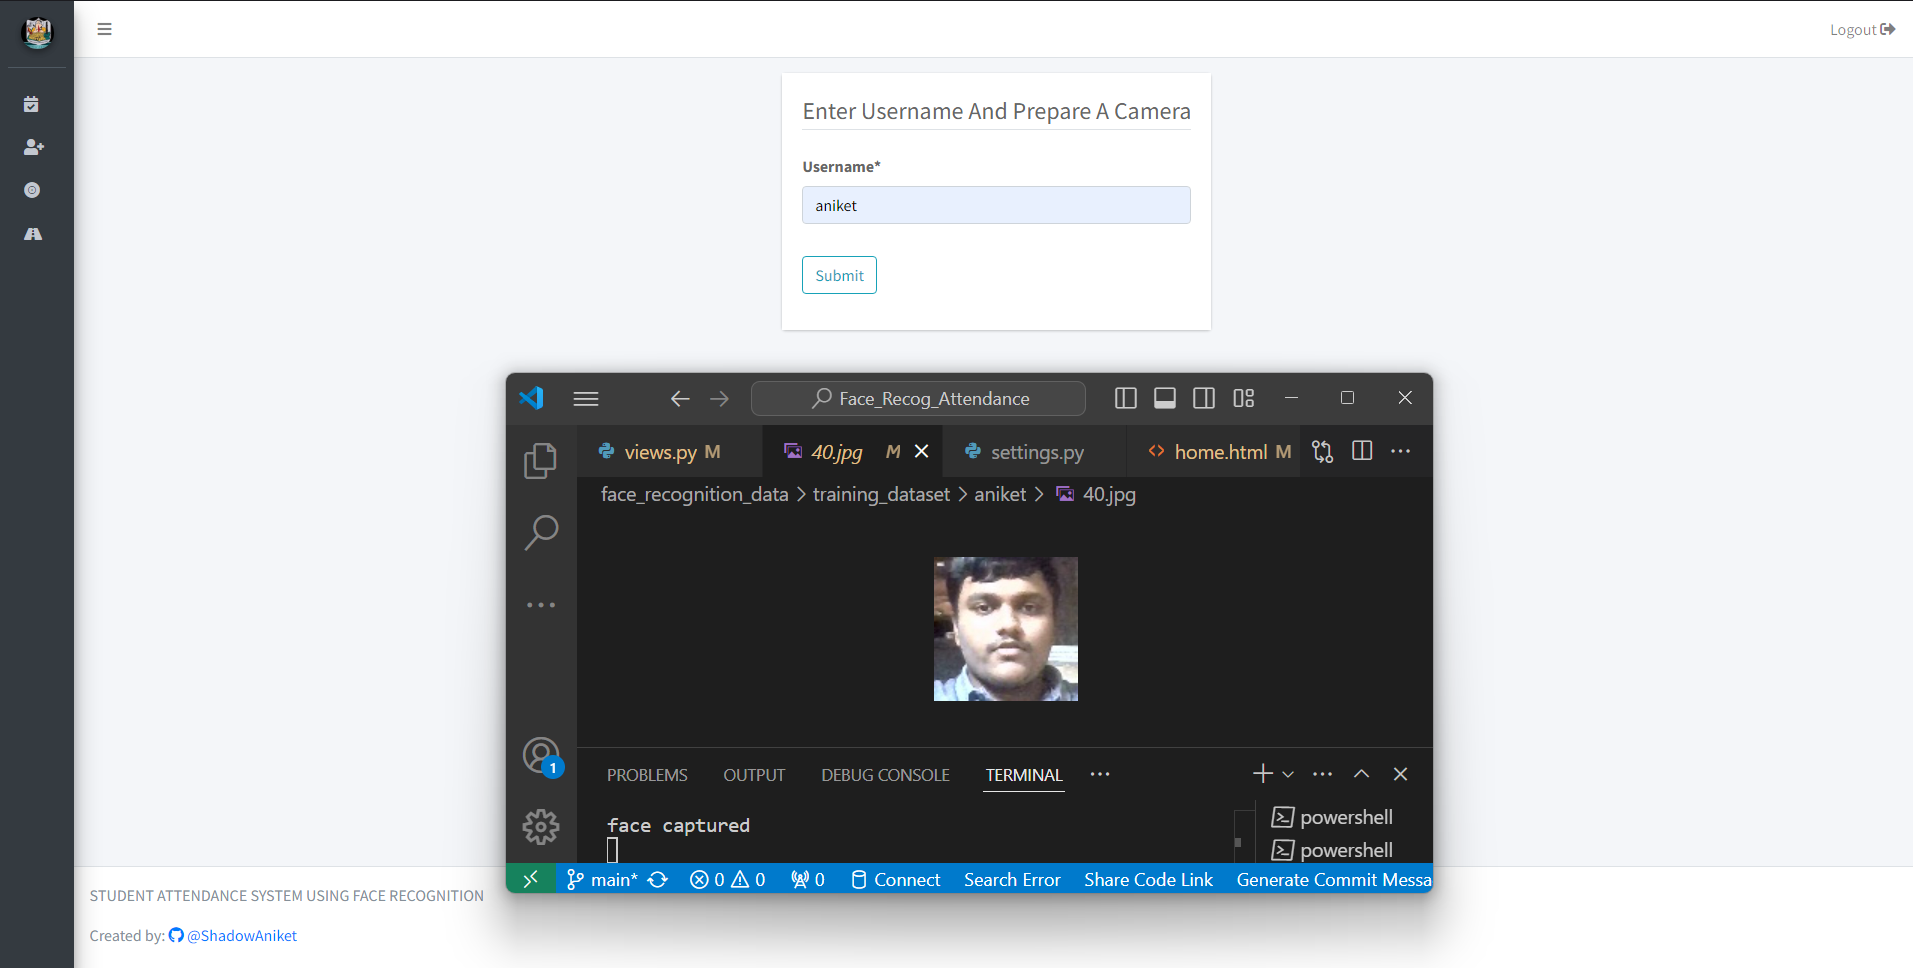 Logout
Enter Username And Prepare A Camera
Username*
aniket
Submit
Face_Recog_Attendance
views.py M
40.jpg M
settings.py
home.html M
face_recognition_data > training_dataset > aniket > 40.jpg
1
PROBLEMS OUTPUT DEBUG CONSOLE TERMINAL
face captured
powershell
powershell
main* 0 0 0 Connect Search Error Share Code Link Generate Commit Messa
STUDENT ATTENDANCE SYSTEM USING FACE RECOGNITION
Created by: @ShadowAniket